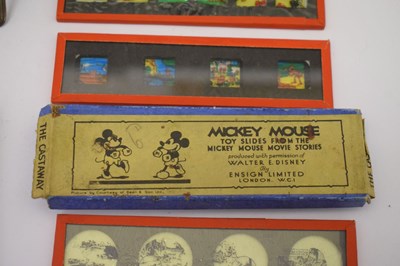 THE CASTAWAY
MICKEY MOUSE
TOY SLIDES FROM THE
MICKEY MOUSE MOVIE STORIES
produced with permission of
WALTER E. DISNEY
By
ENSIGN LIMITED
LONDON, W.C.1